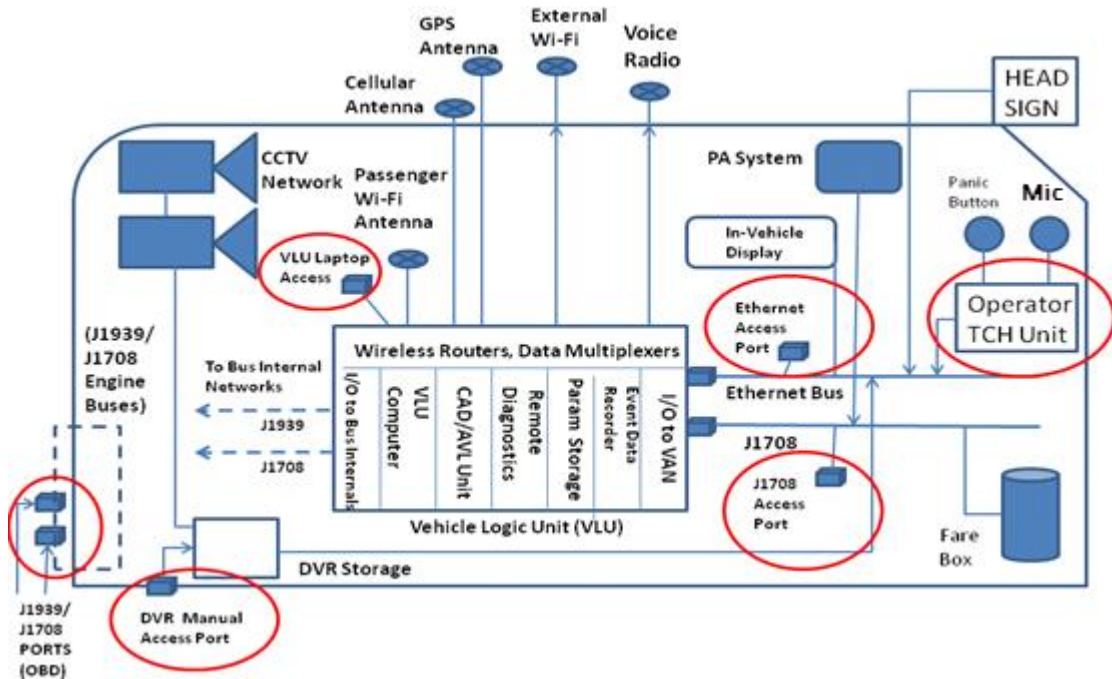 GPS
Antenna
External
Wi-Fi
Voice
Radio
Cellular
Antenna
HEAD
SIGN
CCTV
Network
Passenger
Wi-Fi
Antenna
PA System
Panic
Button
Mic
VLU Laptop
Access
In-Vehicle
Display
Ethernet
Access
Port
Operator
TCH Unit
(J1939/
J1708
Engine
Buses)
To Bus Internal
Networks
J1939
J1708
Wireless Routers, Data Multiplexers
I/O to Bus Internals
VLU
Computer
CAD/AVL Unit
Remote
Diagnostics
Param Storage
Event Data
Recorder
I/O to VAN
Vehicle Logic Unit (VLU)
Ethernet Bus
J1708
J1708
Access
Port
Fare
Box
DVR Storage
DVR Manual
Access Port
J1939/
J1708
PORTS
(OBD)